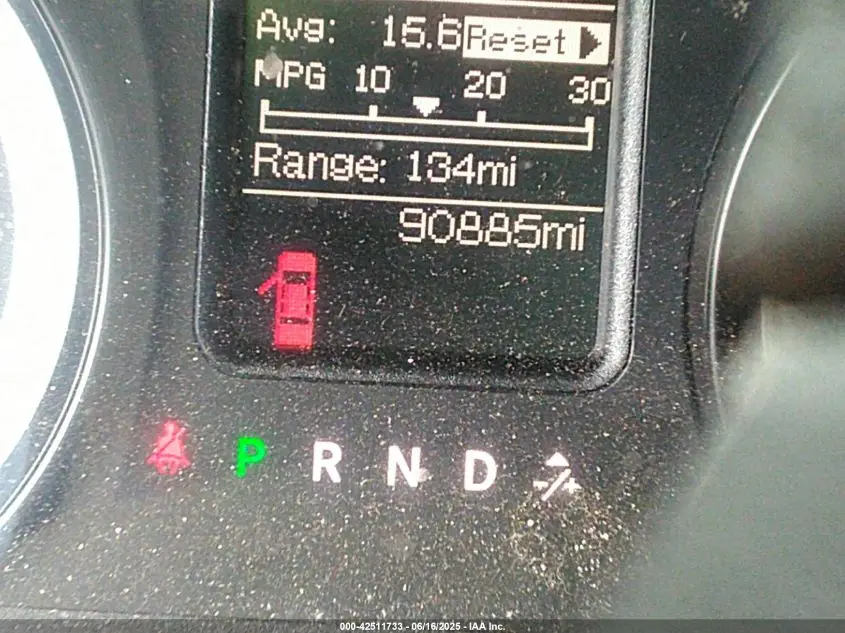 Avg: 15.6 Reset
MPG 10 20 30
Range: 134mi
90885mi
P R N D +/-
000-42511733 - 06/16/2025 - IAA Inc.